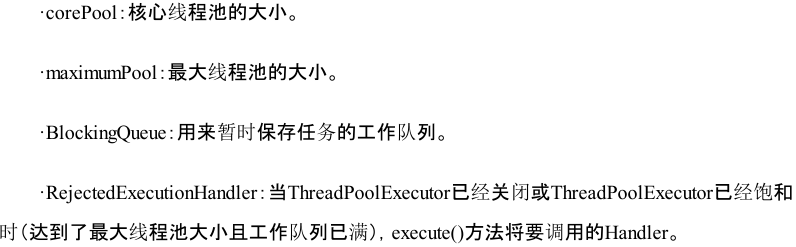 ·corePool：核心线程池的大小。
·maximumPool：最大线程池的大小。
·BlockingQueue：用来暂时保存任务的工作队列。
·RejectedExecutionHandler：当ThreadPoolExecutor已经关闭或ThreadPoolExecutor已经饱和
时（达到了最大线程池大小且工作队列已满），execute()方法将要调用的Handler。